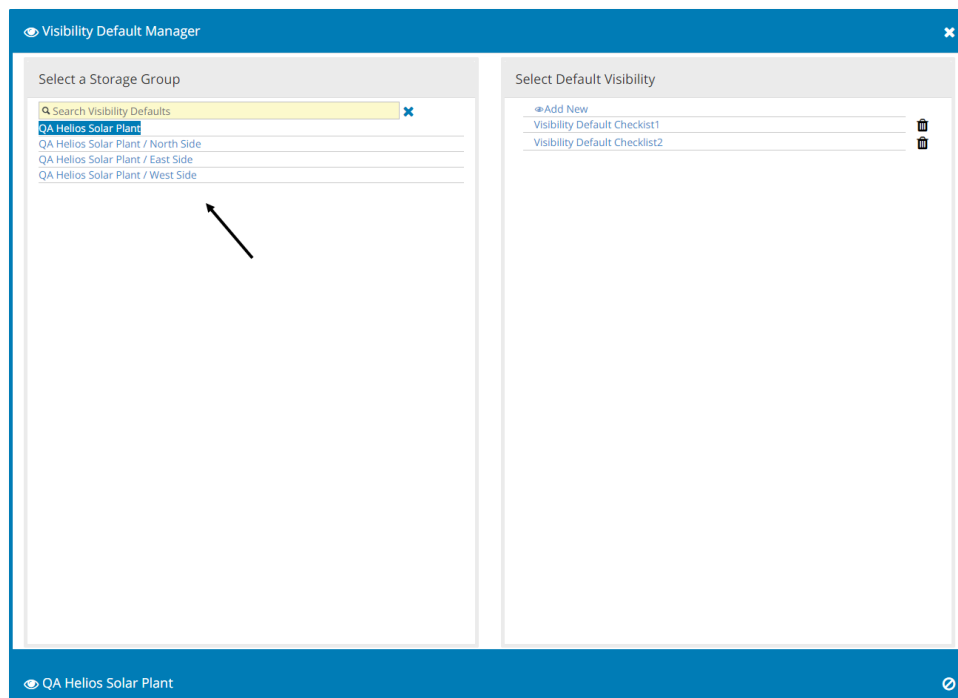 Visibility Default Manager
Select a Storage Group
Search Visibility Defaults
QA Helios Solar Plant
QA Helios Solar Plant / North Side
QA Helios Solar Plant / East Side
QA Helios Solar Plant / West Side
Select Default Visibility
Add New
Visibility Default Checkist1
Visibility Default Checklist2
QA Helios Solar Plant